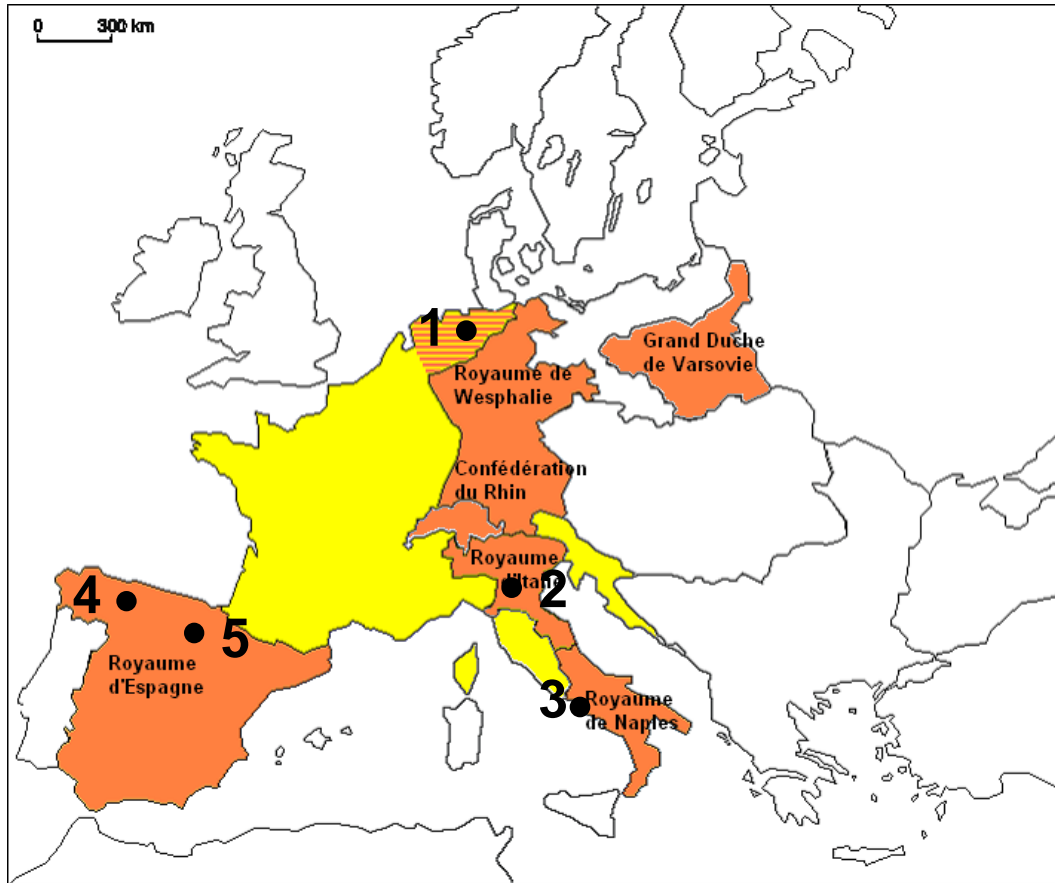 0 300 km
1
Grand Duche
de Varsovie
Royaume de
Wesphalie
Confédération
du Rhin
Royaume
2
4
5
Royaume
d'Espagne
3
Royaume
de Naples